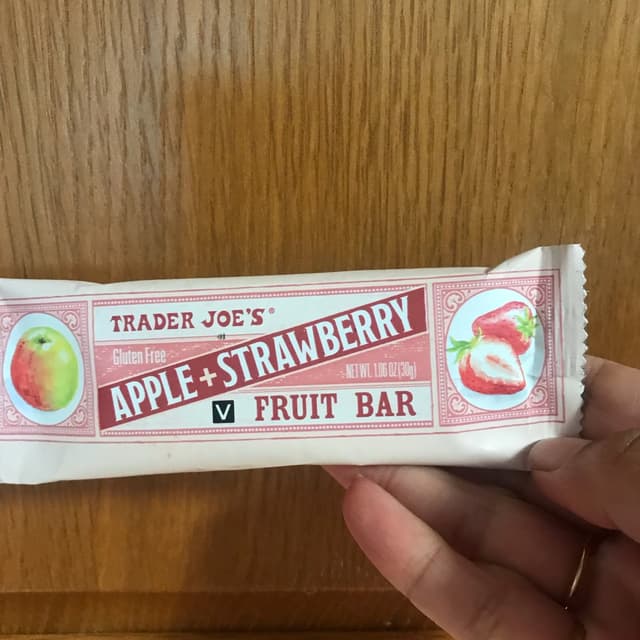 TRADER JOE'S®
Gluten Free
APPLE + STRAWBERRY
NET WT. 1.06 OZ (30g)
V FRUIT BAR